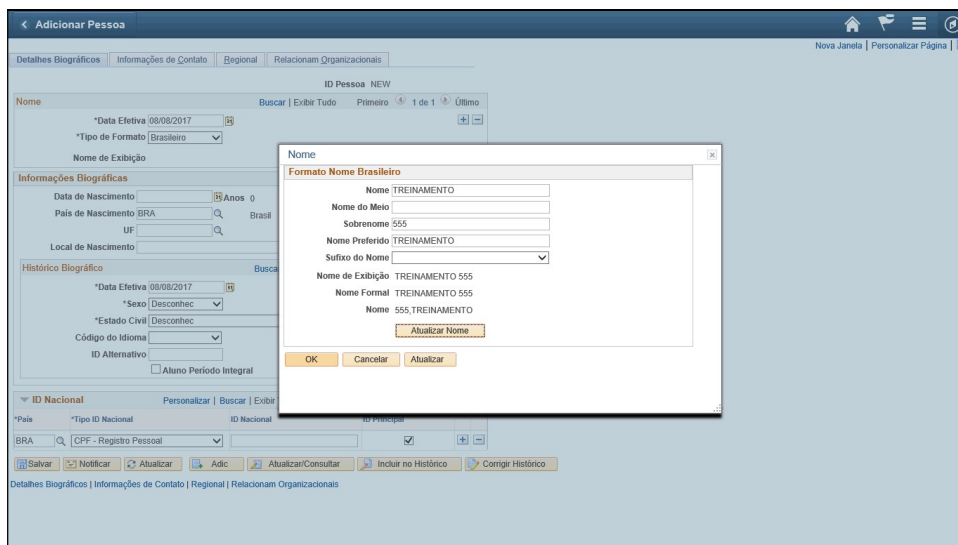 Adicionar Pessoa
Nova Janela | Personalizar Página |
Detalhes Biográficos Informações de Contato Regional Relacionam Organizacionais
ID Pessoa NEW
Nome Buscar | Exibir Tudo Primeiro 1 de 1 Último
*Data Efetiva 08/08/2017
*Tipo de Formato Brasileiro
Nome de Exibição
Informações Biográficas
Data de Nascimento Anos 0
País de Nascimento BRA Brasil
UF
Local de Nascimento
Histórico Biográfico Busca
*Data Efetiva 08/08/2017
*Sexo Desconhec
*Estado Civil Desconhec
Código do Idioma
ID Alternativo
Aluno Período Integral
ID Nacional Personalizar | Buscar | Exibir
*País *Tipo ID Nacional ID Nacional ID Principal
BRA CPF - Registro Pessoal
Salvar Notificar Atualizar Adic Atualizar/Consultar Incluir no Histórico Corrigir Histórico
Detalhes Biográficos | Informações de Contato | Regional | Relacionam Organizacionais
Nome
Formato Nome Brasileiro
Nome TREINAMENTO
Nome do Meio
Sobrenome 555
Nome Preferido TREINAMENTO
Sufixo do Nome
Nome de Exibição TREINAMENTO 555
Nome Formal TREINAMENTO 555
Nome 555,TREINAMENTO
Atualizar Nome
OK Cancelar Atualizar